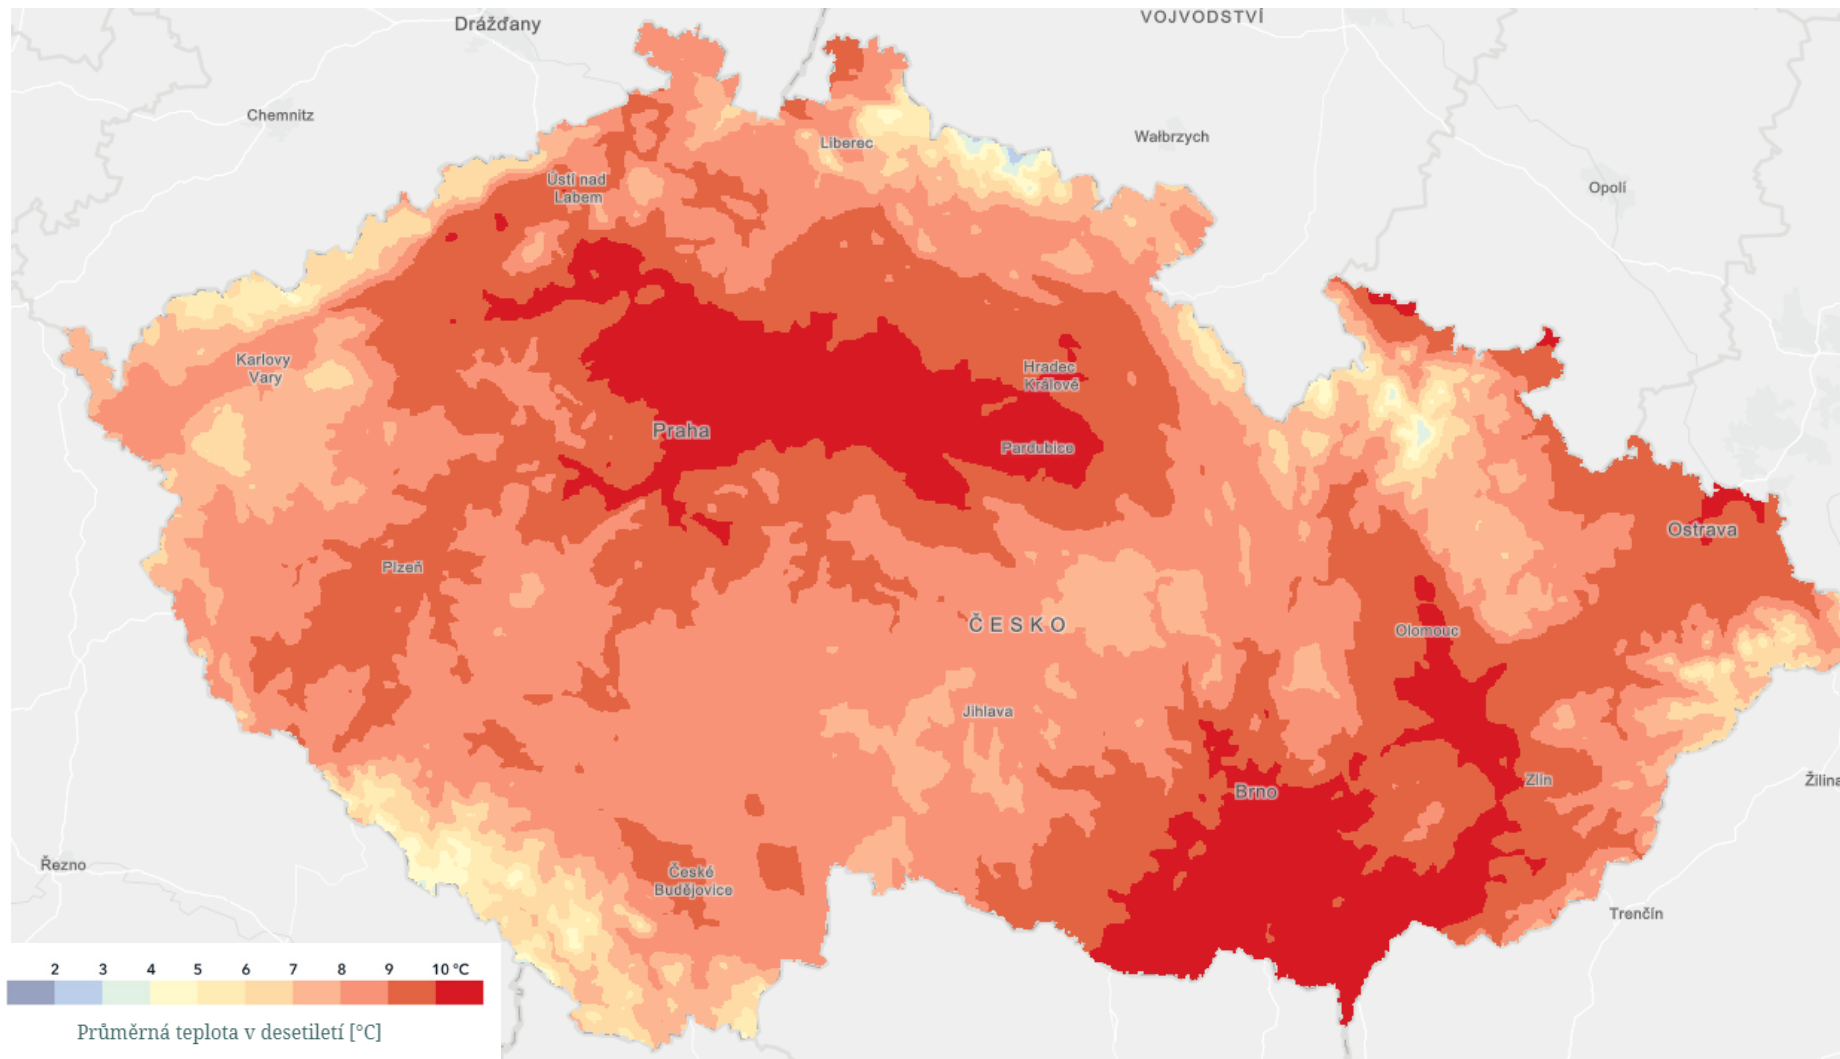 Drážďany
VOJVODSTVÍ
Chemnitz
Wałbrzych
Liberec
Ústí nad
Labem
Opolí
Karlovy
Vary
Hradec
Králové
Praha
Pardubice
Ostrava
Plzeň
ČESKO
Olomouc
Jihlava
Zlín
Žilina
Brno
Řezno
České
Budějovice
Trenčín
2 3 4 5 6 7 8 9 10 °C
Průměrná teplota v desetiletí [°C]